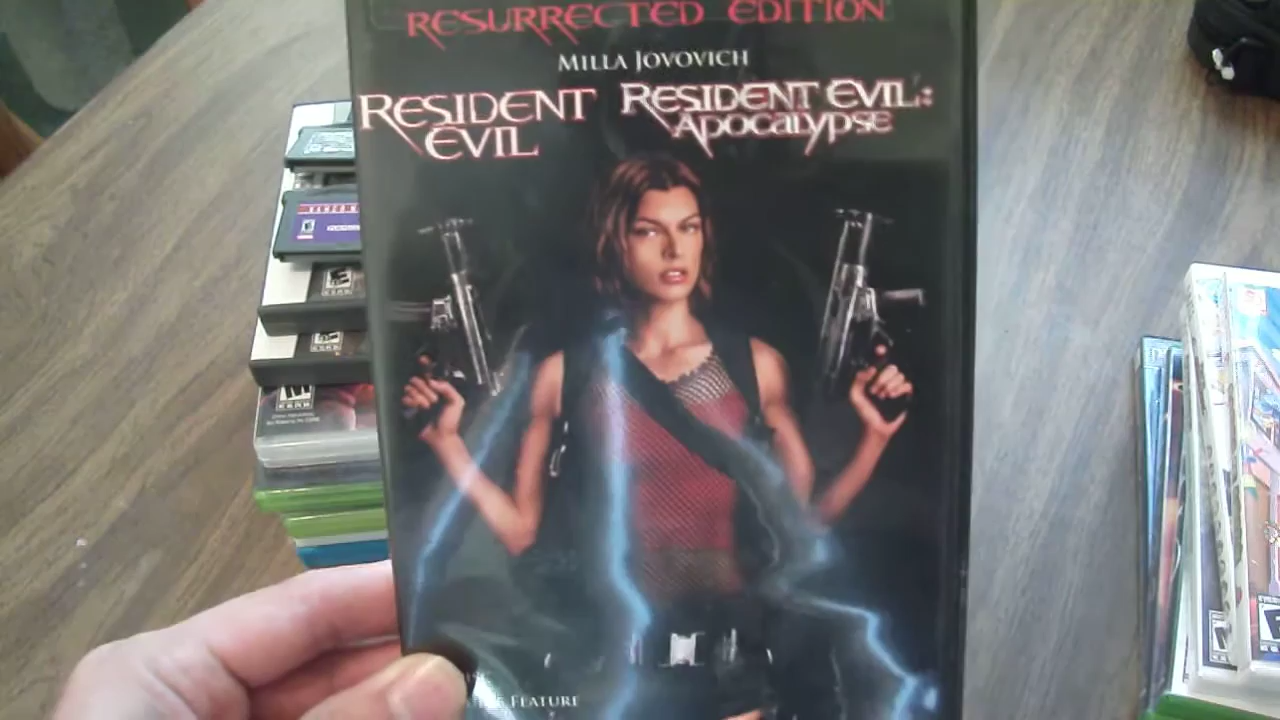 RESURRECTED EDITION
MILLA JOVOVICH
RESIDENT EVIL
RESIDENT EVIL:
APOCALYPSE
FEATURE